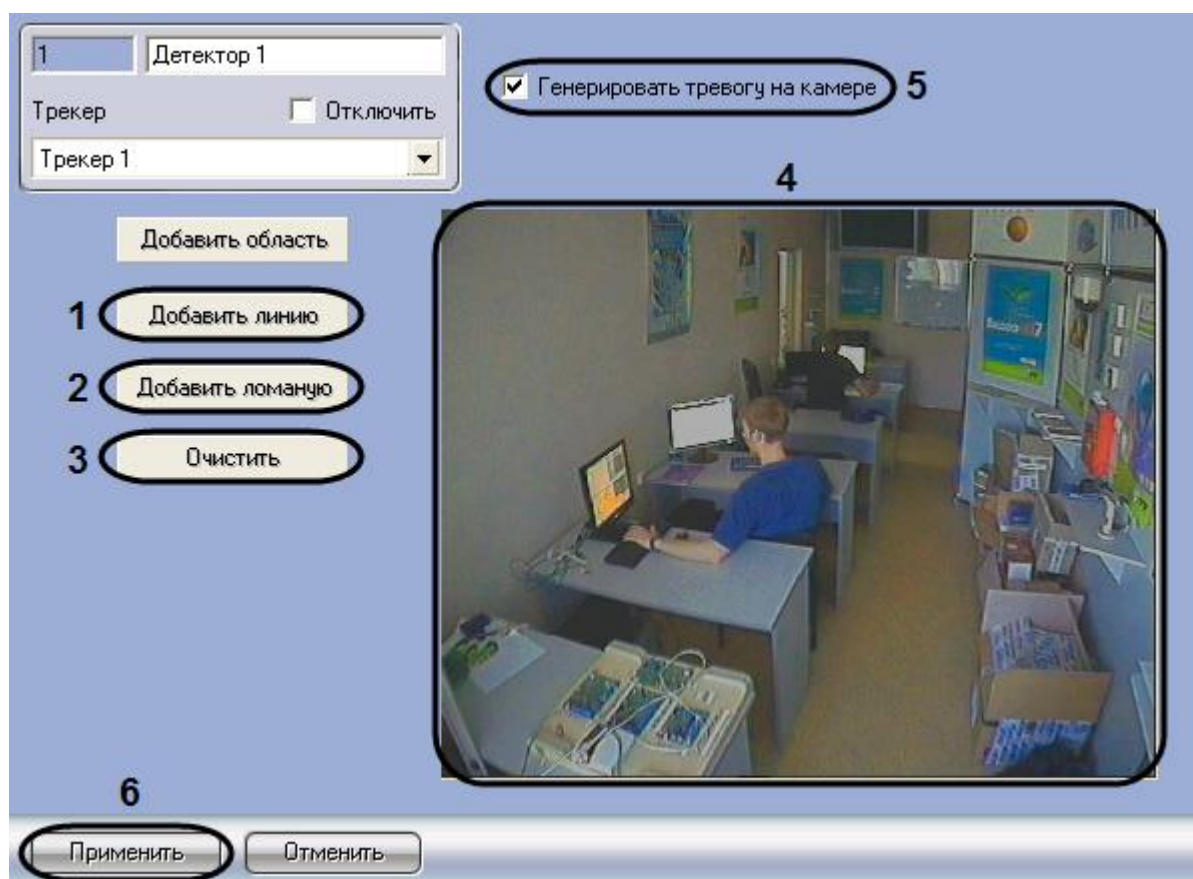 1
Детектор 1
Трекер
Отключить
Трекер 1
Генерировать тревогу на камере
5
4
Добавить область
1
Добавить линию
2
Добавить ломаную
3
Очистить
6
Применить
Отменить